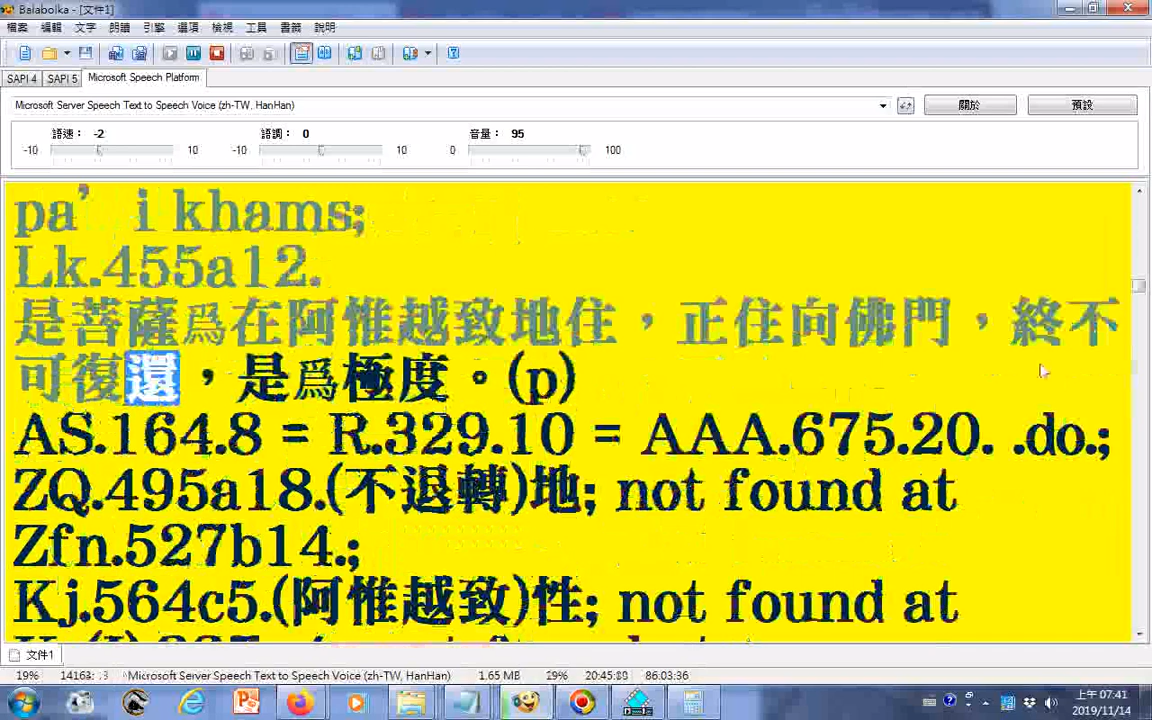 Balabolka - [文件1]
檔案 編輯 文字 朗讀 引擎 選項 檢視 工具 書籤 說明
SAPI 4 SAPI 5 Microsoft Speech Platform
Microsoft Server Speech Text to Speech Voice (zh-TW, HanHan) 關於 預設
語速： -2 語調： 0 音量： 95
-10 10 -10 10 0 100
pa’ i khams;
Lk.455a12.
是菩薩爲在阿惟越致地住，正住向佛門，終不
可復還，是爲極度。(p)
AS.164.8 = R.329.10 = AAA.675.20. .do.;
ZQ.495a18.(不退轉)地; not found at
Zfn.527b14.;
Kj.564c5.(阿惟越致)性; not found at
文件1
19% Microsoft Server Speech Text to Speech Voice (zh-TW, HanHan) 1.65 MB 29% 86:03:36
上午 07:41
2019/11/14